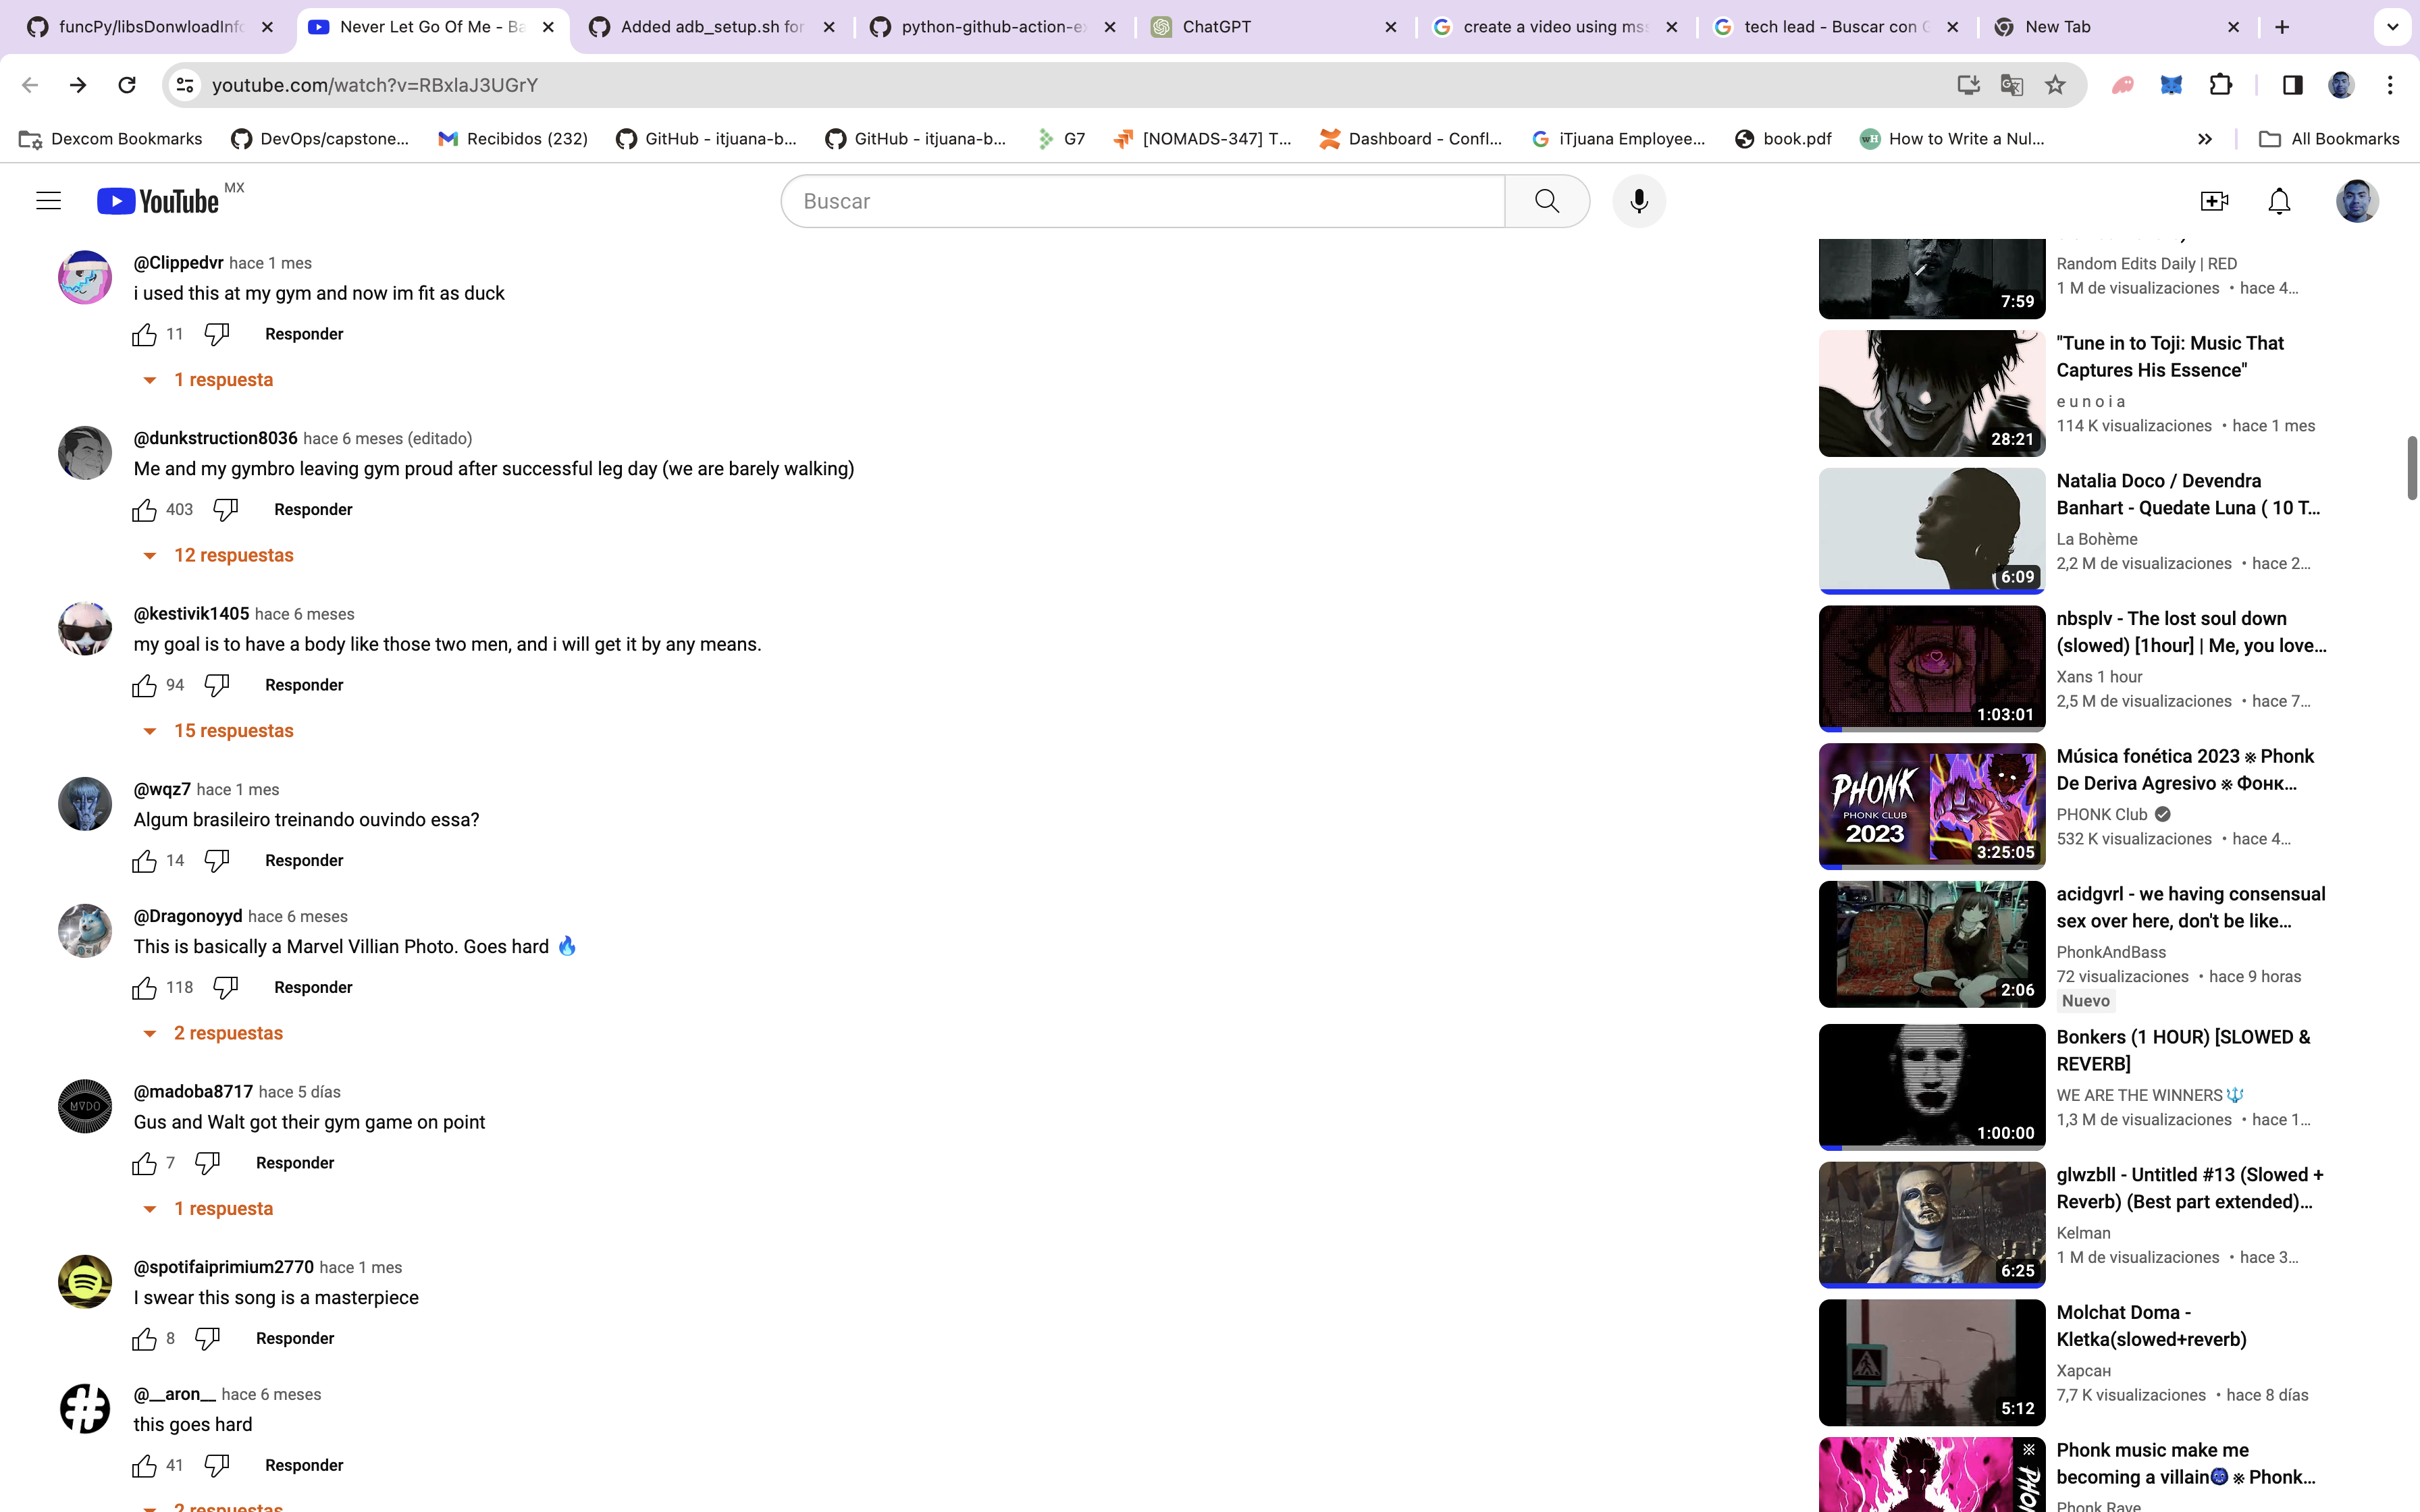 funcPy/libsDonwloadInfo
Never Let Go Of Me - Ba
Added adb_setup.sh for
python-github-action-ex
ChatGPT
create a video using mss
tech lead - Buscar con G
New Tab
youtube.com/watch?v=RBxlaJ3UGrY
Dexcom Bookmarks
DevOps/capstone...
Recibidos (232)
GitHub - itjuana-b...
GitHub - itjuana-b...
G7
[NOMADS-347] T...
Dashboard - Confl...
iTjuana Employee...
book.pdf
How to Write a Nul...
All Bookmarks
YouTube MX
Buscar
@Clippedvr hace 1 mes
i used this at my gym and now im fit as duck
11 Responder
1 respuesta
@dunkstruction8036 hace 6 meses (editado)
Me and my gymbro leaving gym proud after successful leg day (we are barely walking)
403 Responder
12 respuestas
@kestivik1405 hace 6 meses
my goal is to have a body like those two men, and i will get it by any means.
94 Responder
15 respuestas
@wqz7 hace 1 mes
Algum brasileiro treinando ouvindo essa?
14 Responder
@Dragonoyyd hace 6 meses
This is basically a Marvel Villian Photo. Goes hard
118 Responder
2 respuestas
MVDO
@madoba8717 hace 5 días
Gus and Walt got their gym game on point
7 Responder
1 respuesta
@spotifaiprimium2770 hace 1 mes
I swear this song is a masterpiece
8 Responder
@__aron__ hace 6 meses
this goes hard
41 Responder
2 respuestas
7:59
Random Edits Daily | RED
1 M de visualizaciones • hace 4...
28:21
"Tune in to Toji: Music That
Captures His Essence"
e u n o i a
114 K visualizaciones • hace 1 mes
6:09
Natalia Doco / Devendra
Banhart - Quedate Luna ( 10 T...
La Bohème
2,2 M de visualizaciones • hace 2...
1:03:01
nbsplv - The lost soul down
(slowed) [1hour] | Me, you love...
Xans 1 hour
2,5 M de visualizaciones • hace 7...
PHONK
PHONK CLUB
2023
3:25:05
Música fonética 2023 ※ Phonk
De Deriva Agresivo ※ Фонк...
PHONK Club
532 K visualizaciones • hace 4...
2:06
acidgvrl - we having consensual
sex over here, don't be like...
PhonkAndBass
72 visualizaciones • hace 9 horas
Nuevo
1:00:00
Bonkers (1 HOUR) [SLOWED &
REVERB]
WE ARE THE WINNERS
1,3 M de visualizaciones • hace 1...
6:25
glwzbll - Untitled #13 (Slowed +
Reverb) (Best part extended)...
Kelman
1 M de visualizaciones • hace 3...
5:12
Molchat Doma -
Kletka(slowed+reverb)
Харсан
7,7 K visualizaciones • hace 8 días
Phonk music make me
becoming a villain ※ Phonk...
Phonk Rave